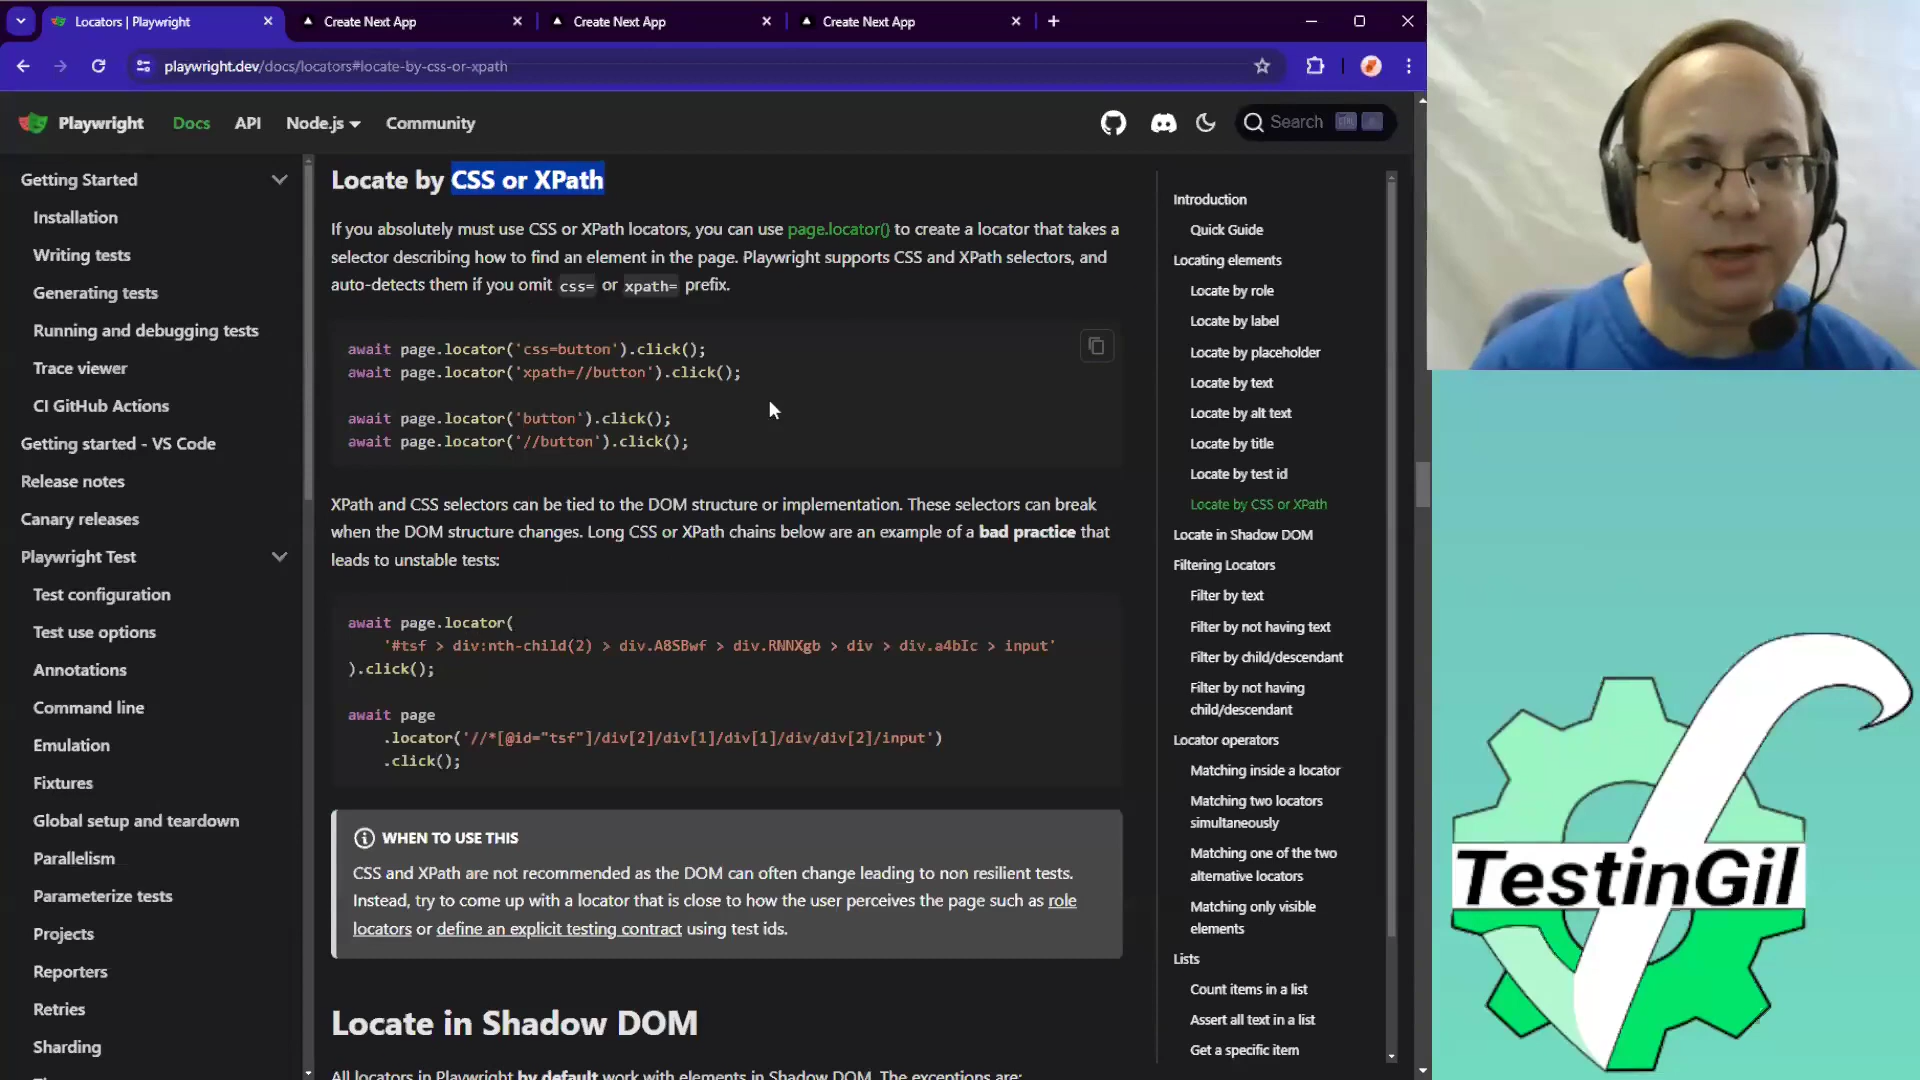 Locators | Playwright
Create Next App
Create Next App
Create Next App
playwright.dev/docs/locators#locate-by-css-or-xpath
Playwright
Docs
API
Node.js
Community
Search
Getting Started
Installation
Writing tests
Generating tests
Running and debugging tests
Trace viewer
CI GitHub Actions
Getting started - VS Code
Release notes
Canary releases
Playwright Test
Test configuration
Test use options
Annotations
Command line
Emulation
Fixtures
Global setup and teardown
Parallelism
Parameterize tests
Projects
Reporters
Retries
Sharding
Locate by CSS or XPath
If you absolutely must use CSS or XPath locators, you can use page.locator() to create a locator that takes a
selector describing how to find an element in the page. Playwright supports CSS and XPath selectors, and
auto-detects them if you omit css= or xpath= prefix.
await page.locator('css=button').click();
await page.locator('xpath=//button').click();
await page.locator('button').click();
await page.locator('//button').click();
XPath and CSS selectors can be tied to the DOM structure or implementation. These selectors can break
when the DOM structure changes. Long CSS or XPath chains below are an example of a bad practice that
leads to unstable tests:
await page.locator(
'#tsf > div:nth-child(2) > div.A8SBwf > div.RNNXgb > div > div.a4bIc > input'
).click();
await page
.locator('//*[@id="tsf"]/div[2]/div[1]/div[1]/div/div[2]/input')
.click();
WHEN TO USE THIS
CSS and XPath are not recommended as the DOM can often change leading to non resilient tests.
Instead, try to come up with a locator that is close to how the user perceives the page such as role
locators or define an explicit testing contract using test ids.
Locate in Shadow DOM
All locators in Playwright by default work with elements in Shadow DOM. The exceptions are:
Introduction
Quick Guide
Locating elements
Locate by role
Locate by label
Locate by placeholder
Locate by text
Locate by alt text
Locate by title
Locate by test id
Locate by CSS or XPath
Locate in Shadow DOM
Filtering Locators
Filter by text
Filter by not having text
Filter by child/descendant
Filter by not having
child/descendant
Locator operators
Matching inside a locator
Matching two locators
simultaneously
Matching one of the two
alternative locators
Matching only visible
elements
Lists
Count items in a list
Assert all text in a list
Get a specific item
TestinGil